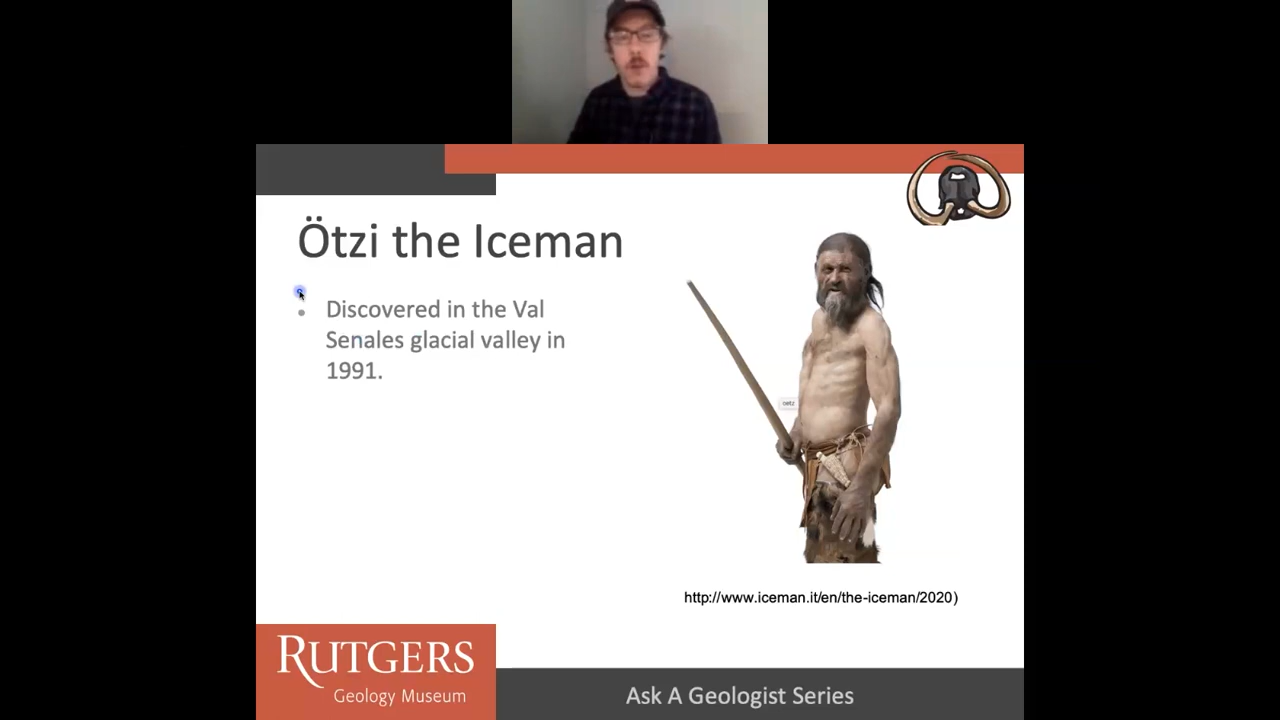 Ötzi the Iceman
Discovered in the Val
Senales glacial valley in
1991.
oetz
http://www.iceman.it/en/the-iceman/2020)
RUTGERS
Geology Museum
Ask A Geologist Series